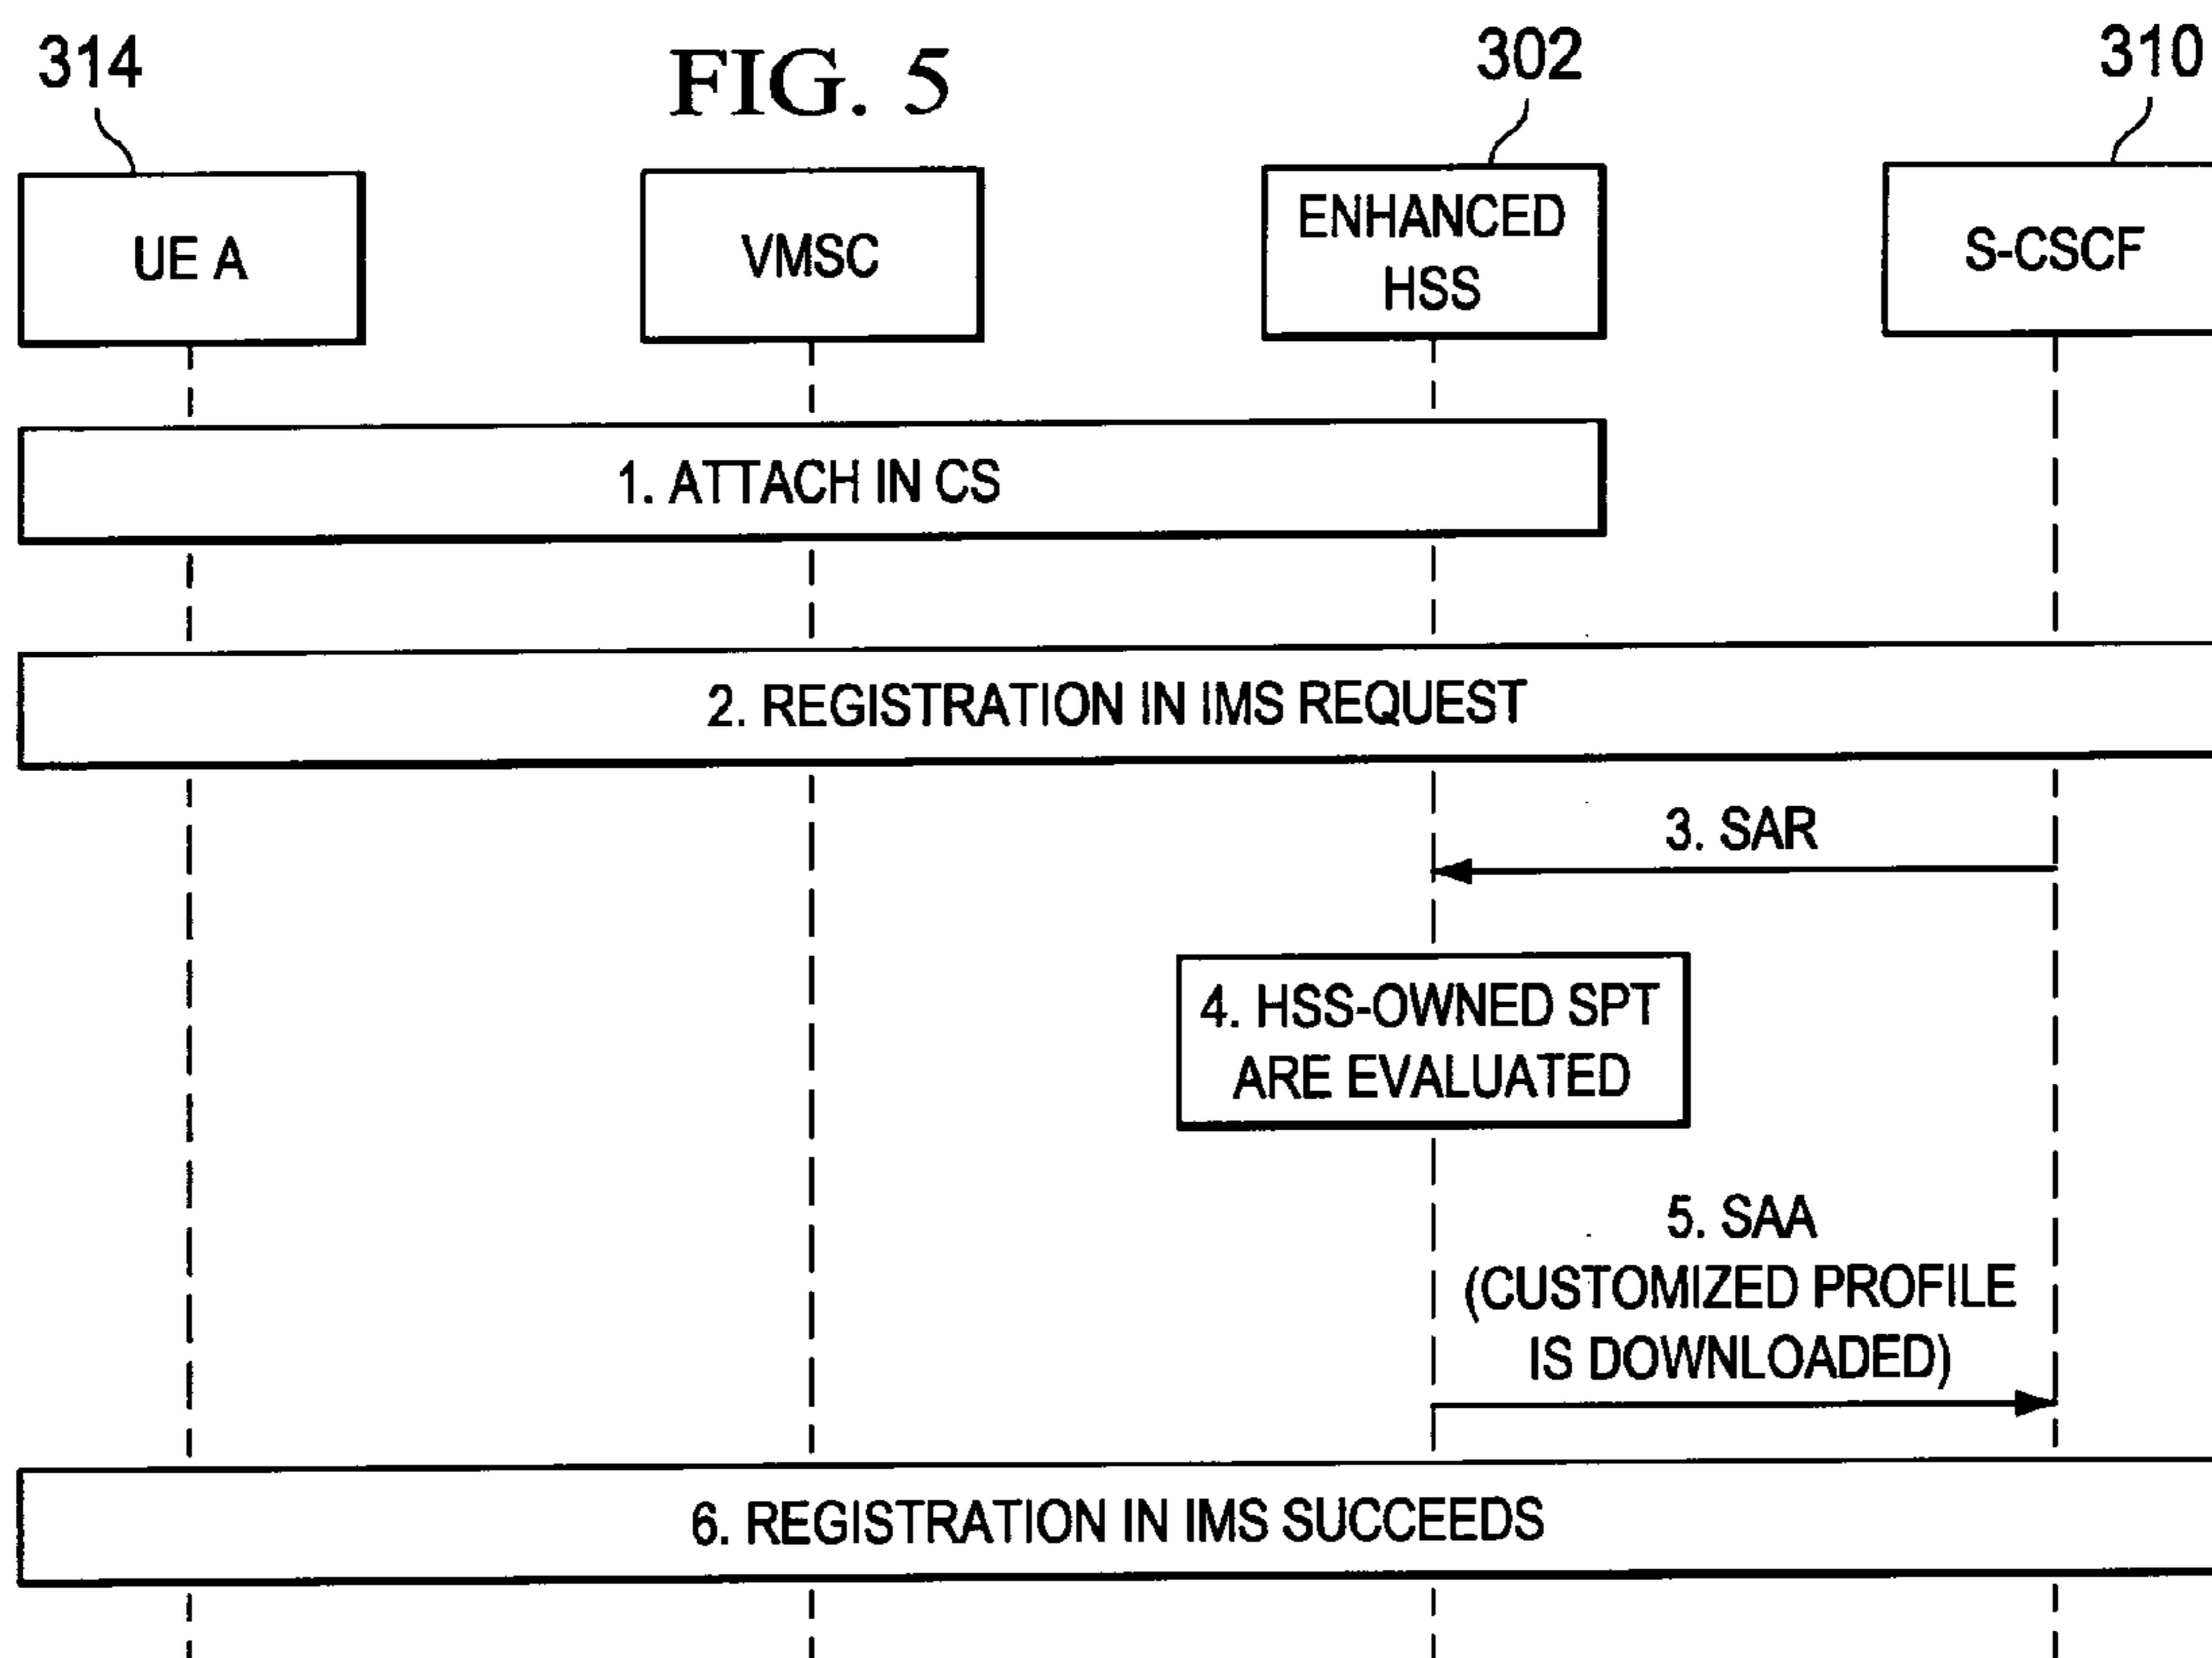 314
FIG. 5
302
310
UE A
VMSC
ENHANCED
HSS
S-CSCF
1. ATTACH IN CS
2. REGISTRATION IN IMS REQUEST
3. SAR
4. HSS-OWNED SPT
ARE EVALUATED
5. SAA
(CUSTOMIZED PROFILE
IS DOWNLOADED)
6. REGISTRATION IN IMS SUCCEEDS